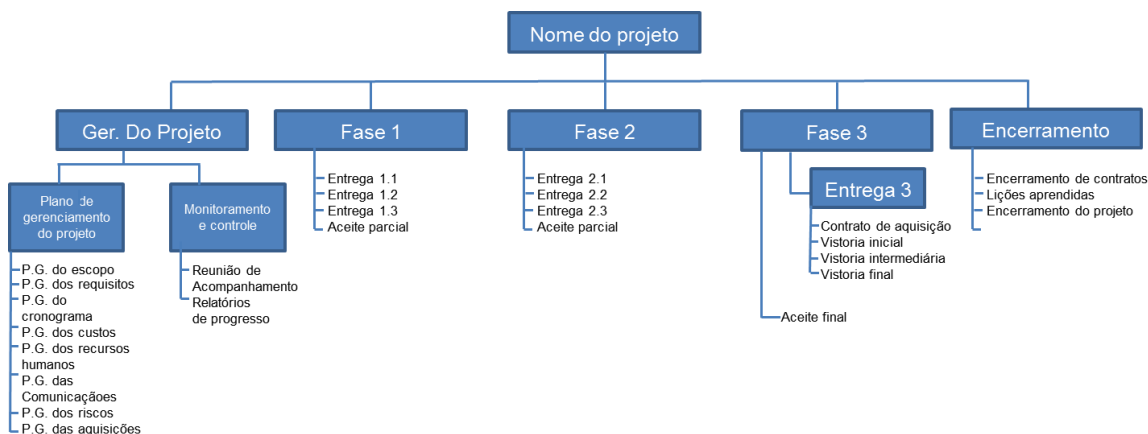 Nome do projeto
Ger. Do Projeto
Plano de
gerenciamento
do projeto
P.G. do escopo
P.G. dos requisitos
P.G. do
cronograma
P.G. dos custos
P.G. dos recursos
humanos
P.G. das
Comunicaçãoes
P.G. dos riscos
P.G. das aquisições
Monitoramento
e controle
Reunião de
Acompanhamento
Relatórios
de progresso
Fase 1
Entrega 1.1
Entrega 1.2
Entrega 1.3
Aceite parcial
Fase 2
Entrega 2.1
Entrega 2.2
Entrega 2.3
Aceite parcial
Fase 3
Entrega 3
Contrato de aquisição
Vistoria inicial
Vistoria intermediária
Vistoria final
Aceite final
Encerramento
Encerramento de contratos
Lições aprendidas
Encerramento do projeto